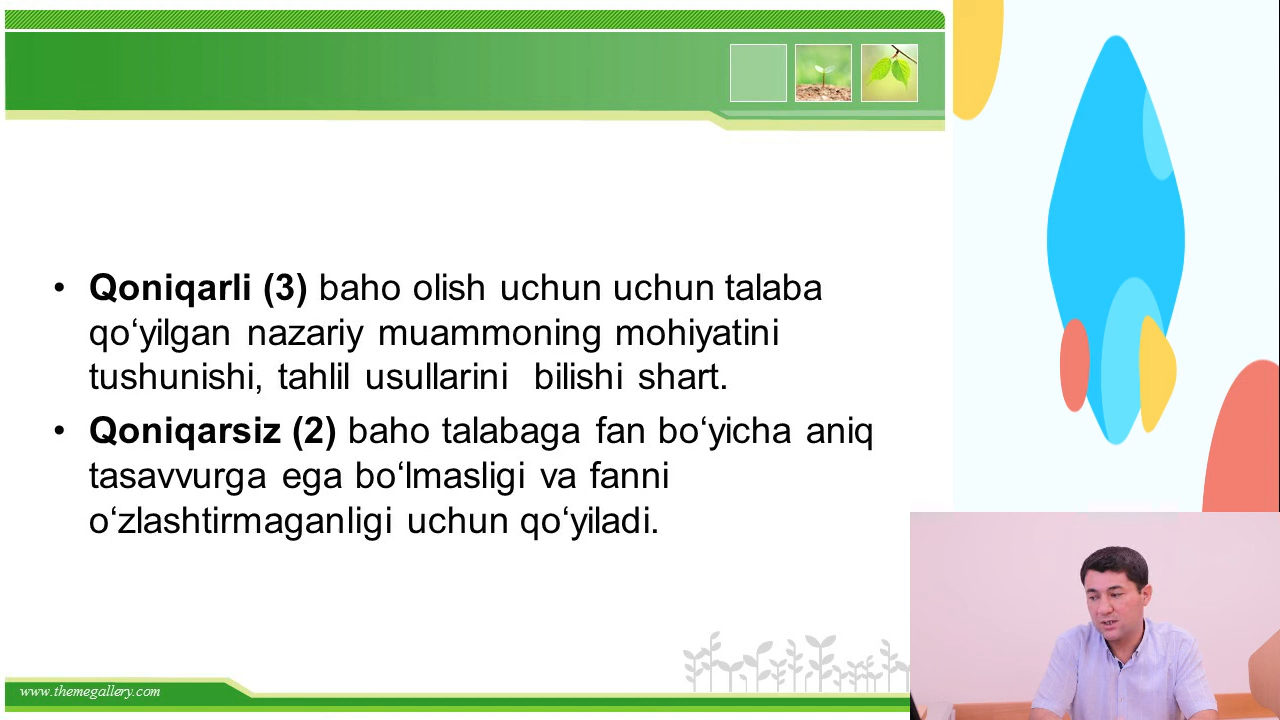 • Qoniqarli (3) baho olish uchun uchun talaba
qo‘yilgan nazariy muammoning mohiyatini
tushunishi, tahlil usullarini bilishi shart.
• Qoniqarsiz (2) baho talabaga fan bo‘yicha aniq
tasavvurga ega bo‘lmasligi va fanni
o‘zlashtirmaganligi uchun qo‘yiladi.
www.themegallery.com